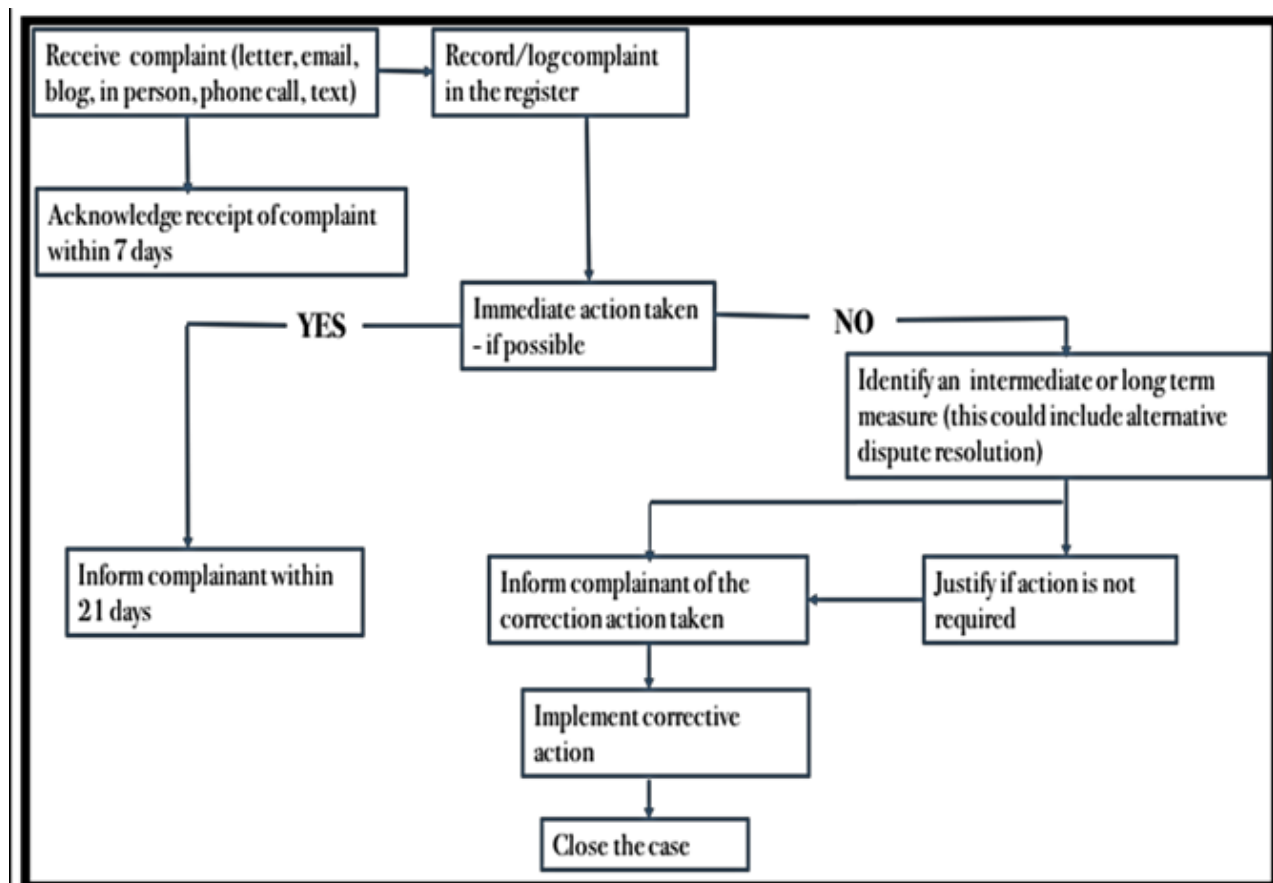 Receive complaint (letter, email,
blog, in person, phone call, text)
Record/log complaint
in the register
Acknowledge receipt of complaint
within 7 days
Immediate action taken
- if possible
YES
NO
Identify an intermediate or long term
measure (this could include alternative
dispute resolution)
Inform complainant within
21 days
Inform complainant of the
correction action taken
Justify if action is not
required
Implement corrective
action
Close the case